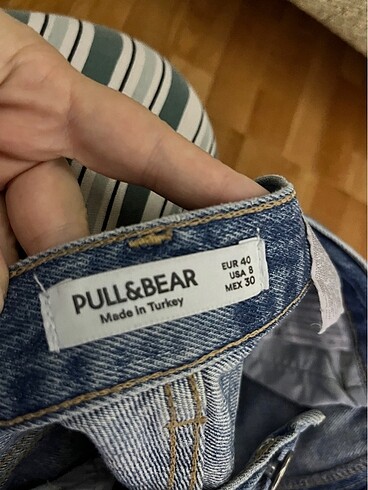 PULL&BEAR
Made in Turkey
EUR 40
USA 8
MEX 30